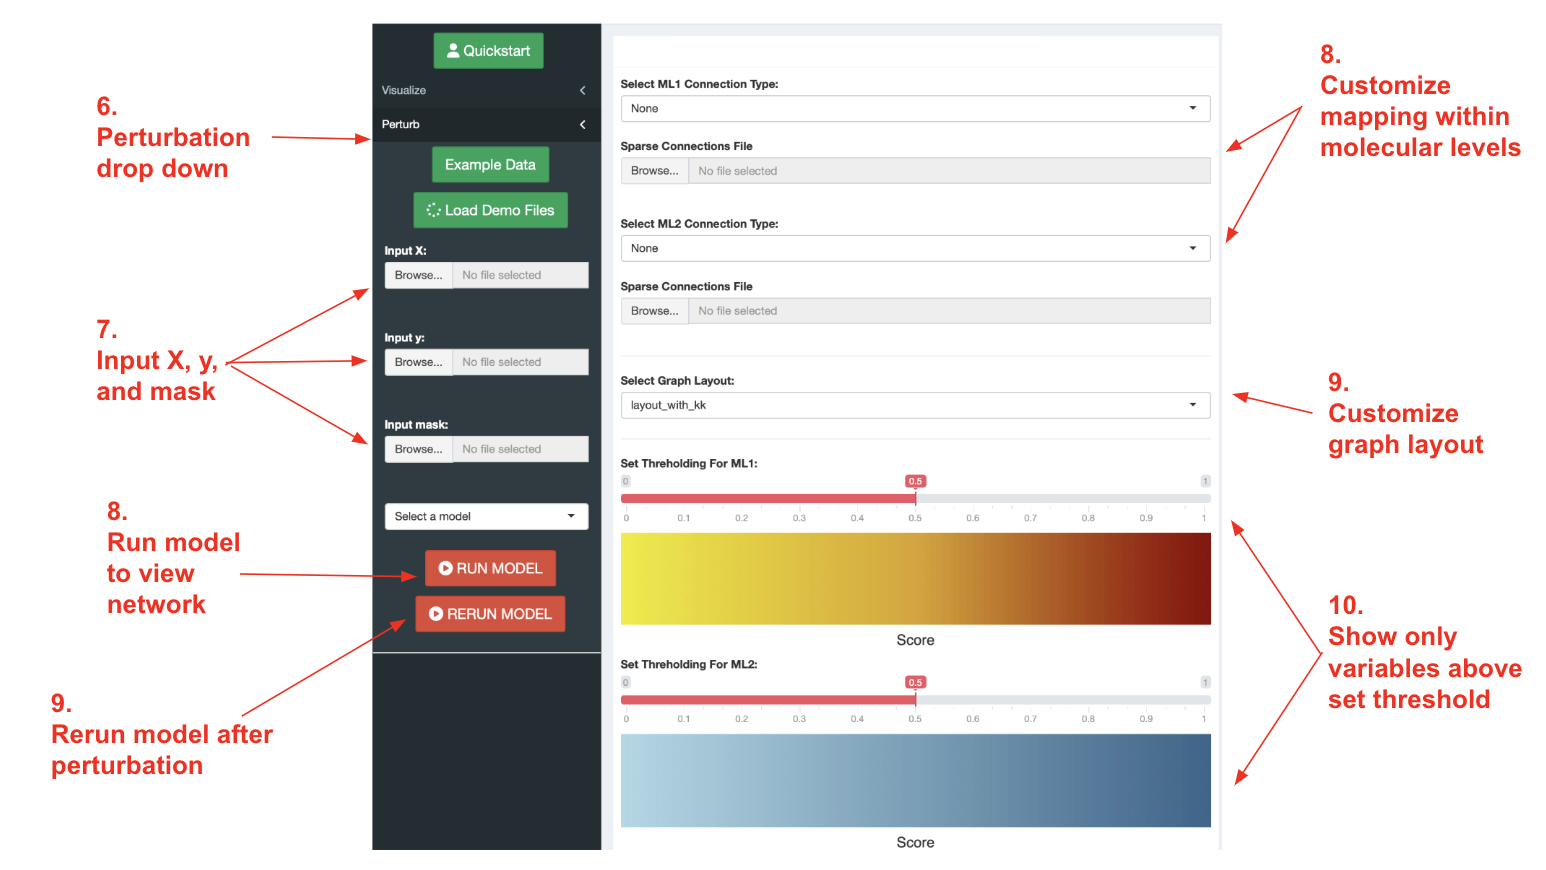 6.
Perturbation
drop down
7.
Input X, y,
and mask
8.
Run model
to view
network
9.
Rerun model after
perturbation
Quickstart
Visualize
Perturb
Example Data
Load Demo Files
Input X:
Browse... No file selected
Input y:
Browse... No file selected
Input mask:
Browse... No file selected
Select a model
RUN MODEL
RERUN MODEL
Select ML1 Connection Type:
None
Sparse Connections File
Browse... No file selected
Select ML2 Connection Type:
None
Sparse Connections File
Browse... No file selected
Select Graph Layout:
layout_with_kk
Set Threholding For ML1:
0 0.5 1
0 0.1 0.2 0.3 0.4 0.5 0.6 0.7 0.8 0.9 1
Score
Set Threholding For ML2:
0 0.5 1
0 0.1 0.2 0.3 0.4 0.5 0.6 0.7 0.8 0.9 1
Score
8.
Customize
mapping within
molecular levels
9.
Customize
graph layout
10.
Show only
variables above
set threshold